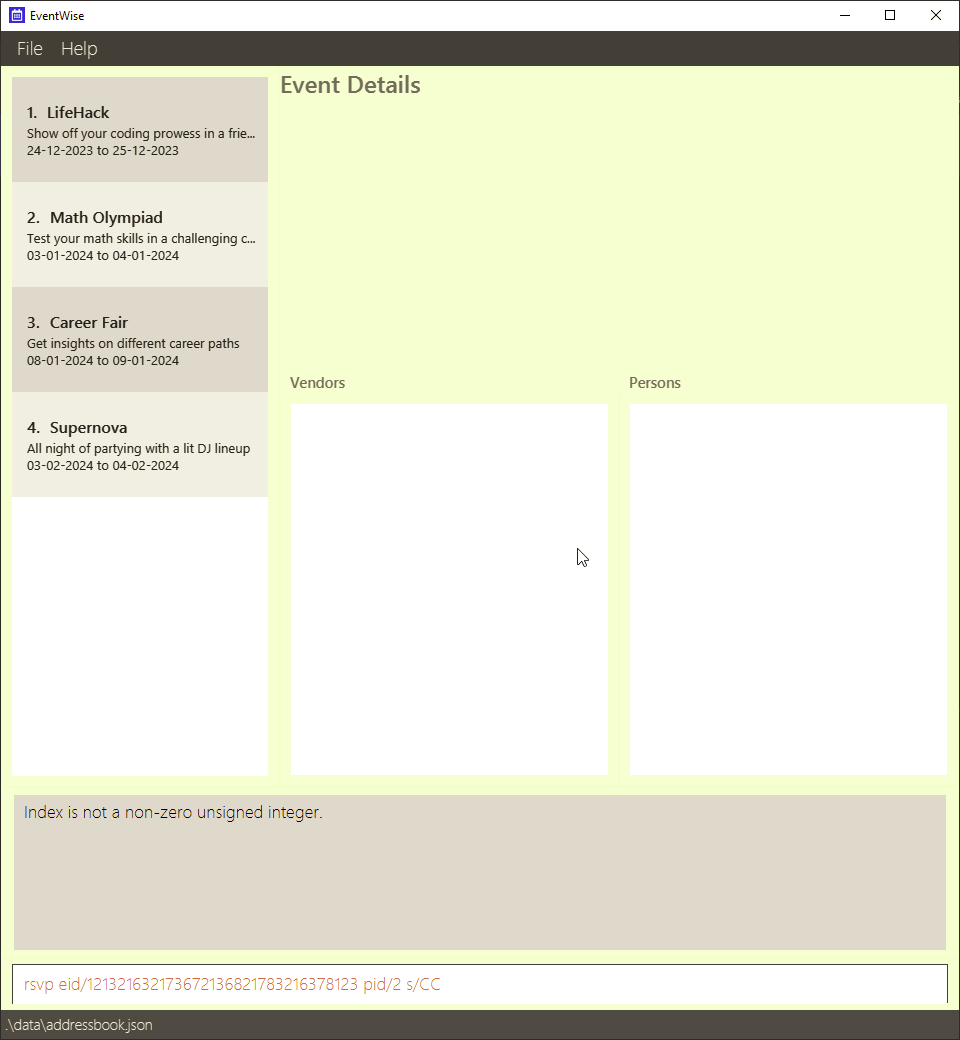 EventWise
File Help
Event Details
1. LifeHack
Show off your coding prowess in a frie...
24-12-2023 to 25-12-2023
2. Math Olympiad
Test your math skills in a challenging c...
03-01-2024 to 04-01-2024
3. Career Fair
Get insights on different career paths
08-01-2024 to 09-01-2024
4. Supernova
All night of partying with a lit DJ lineup
03-02-2024 to 04-02-2024
Vendors
Persons
Index is not a non-zero unsigned integer.
rsvp eid/121321632173672136821783216378123 pid/2 s/CC
.\data\addressbook.json